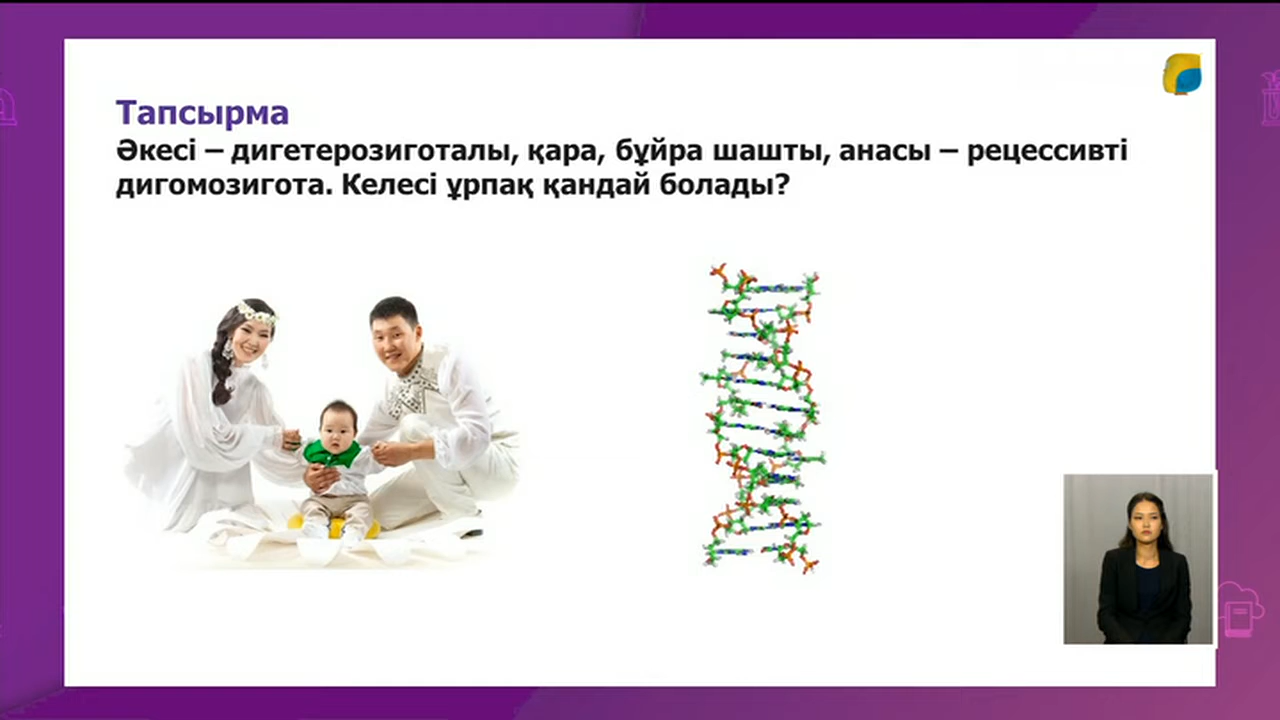 Тапсырма
Әкесі – дигетерозиготалы, қара, бұйра шашты, анасы – рецессивті
дигомозигота. Келесі ұрпақ қандай болады?